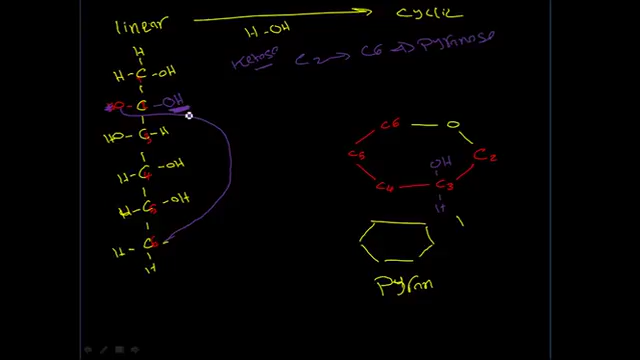 linear
H-OH
cyclic
Ketose C2 → C6 ⇒ Pyranose
H
H-C-OH
O-C-OH
HO-C3-H
H-C4-OH
H-C5-OH
H-C6-
H
C6 — O
C5
C2
OH
C4 — C3
H
Pyran